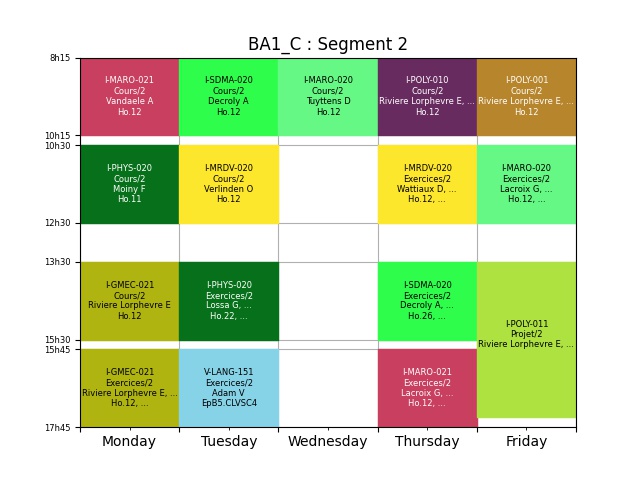 BA1_C : Segment 2
8h15
I-MARO-021
Cours/2
Vandaele A
Ho.12
I-SDMA-020
Cours/2
Decroly A
Ho.12
I-MARO-020
Cours/2
Tuyttens D
Ho.12
I-POLY-010
Cours/2
Riviere Lorphevre E, ...
Ho.12
I-POLY-001
Cours/2
Riviere Lorphevre E, ...
Ho.12
10h15
10h30
I-PHYS-020
Cours/2
Moiny F
Ho.11
I-MRDV-020
Cours/2
Verlinden O
Ho.12
I-MRDV-020
Exercices/2
Wattiaux D, ...
Ho.12, ...
I-MARO-020
Exercices/2
Lacroix G, ...
Ho.12, ...
12h30
13h30
I-GMEC-021
Cours/2
Riviere Lorphevre E
Ho.12
I-PHYS-020
Exercices/2
Lossa G, ...
Ho.22, ...
I-SDMA-020
Exercices/2
Decroly A, ...
Ho.26, ...
I-POLY-011
Projet/2
Riviere Lorphevre E, ...
15h30
15h45
I-GMEC-021
Exercices/2
Riviere Lorphevre E, ...
Ho.12, ...
V-LANG-151
Exercices/2
Adam V
EpB5.CLVSC4
I-MARO-021
Exercices/2
Lacroix G, ...
Ho.12, ...
17h45
Monday
Tuesday
Wednesday
Thursday
Friday